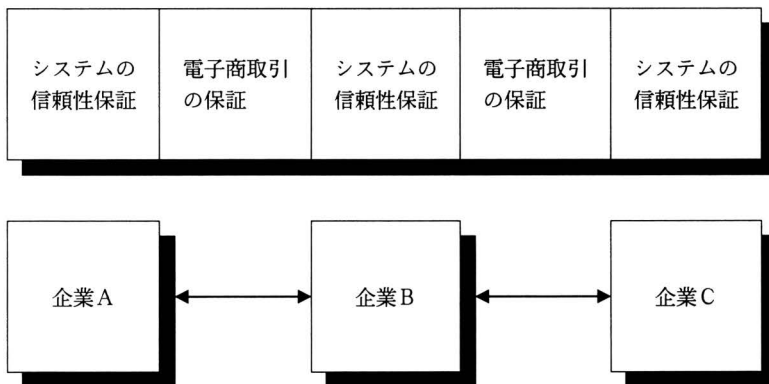 システムの
信頼性保証
電子商取引
の保証
システムの
信頼性保証
電子商取引
の保証
システムの
信頼性保証
企業A
企業B
企業C